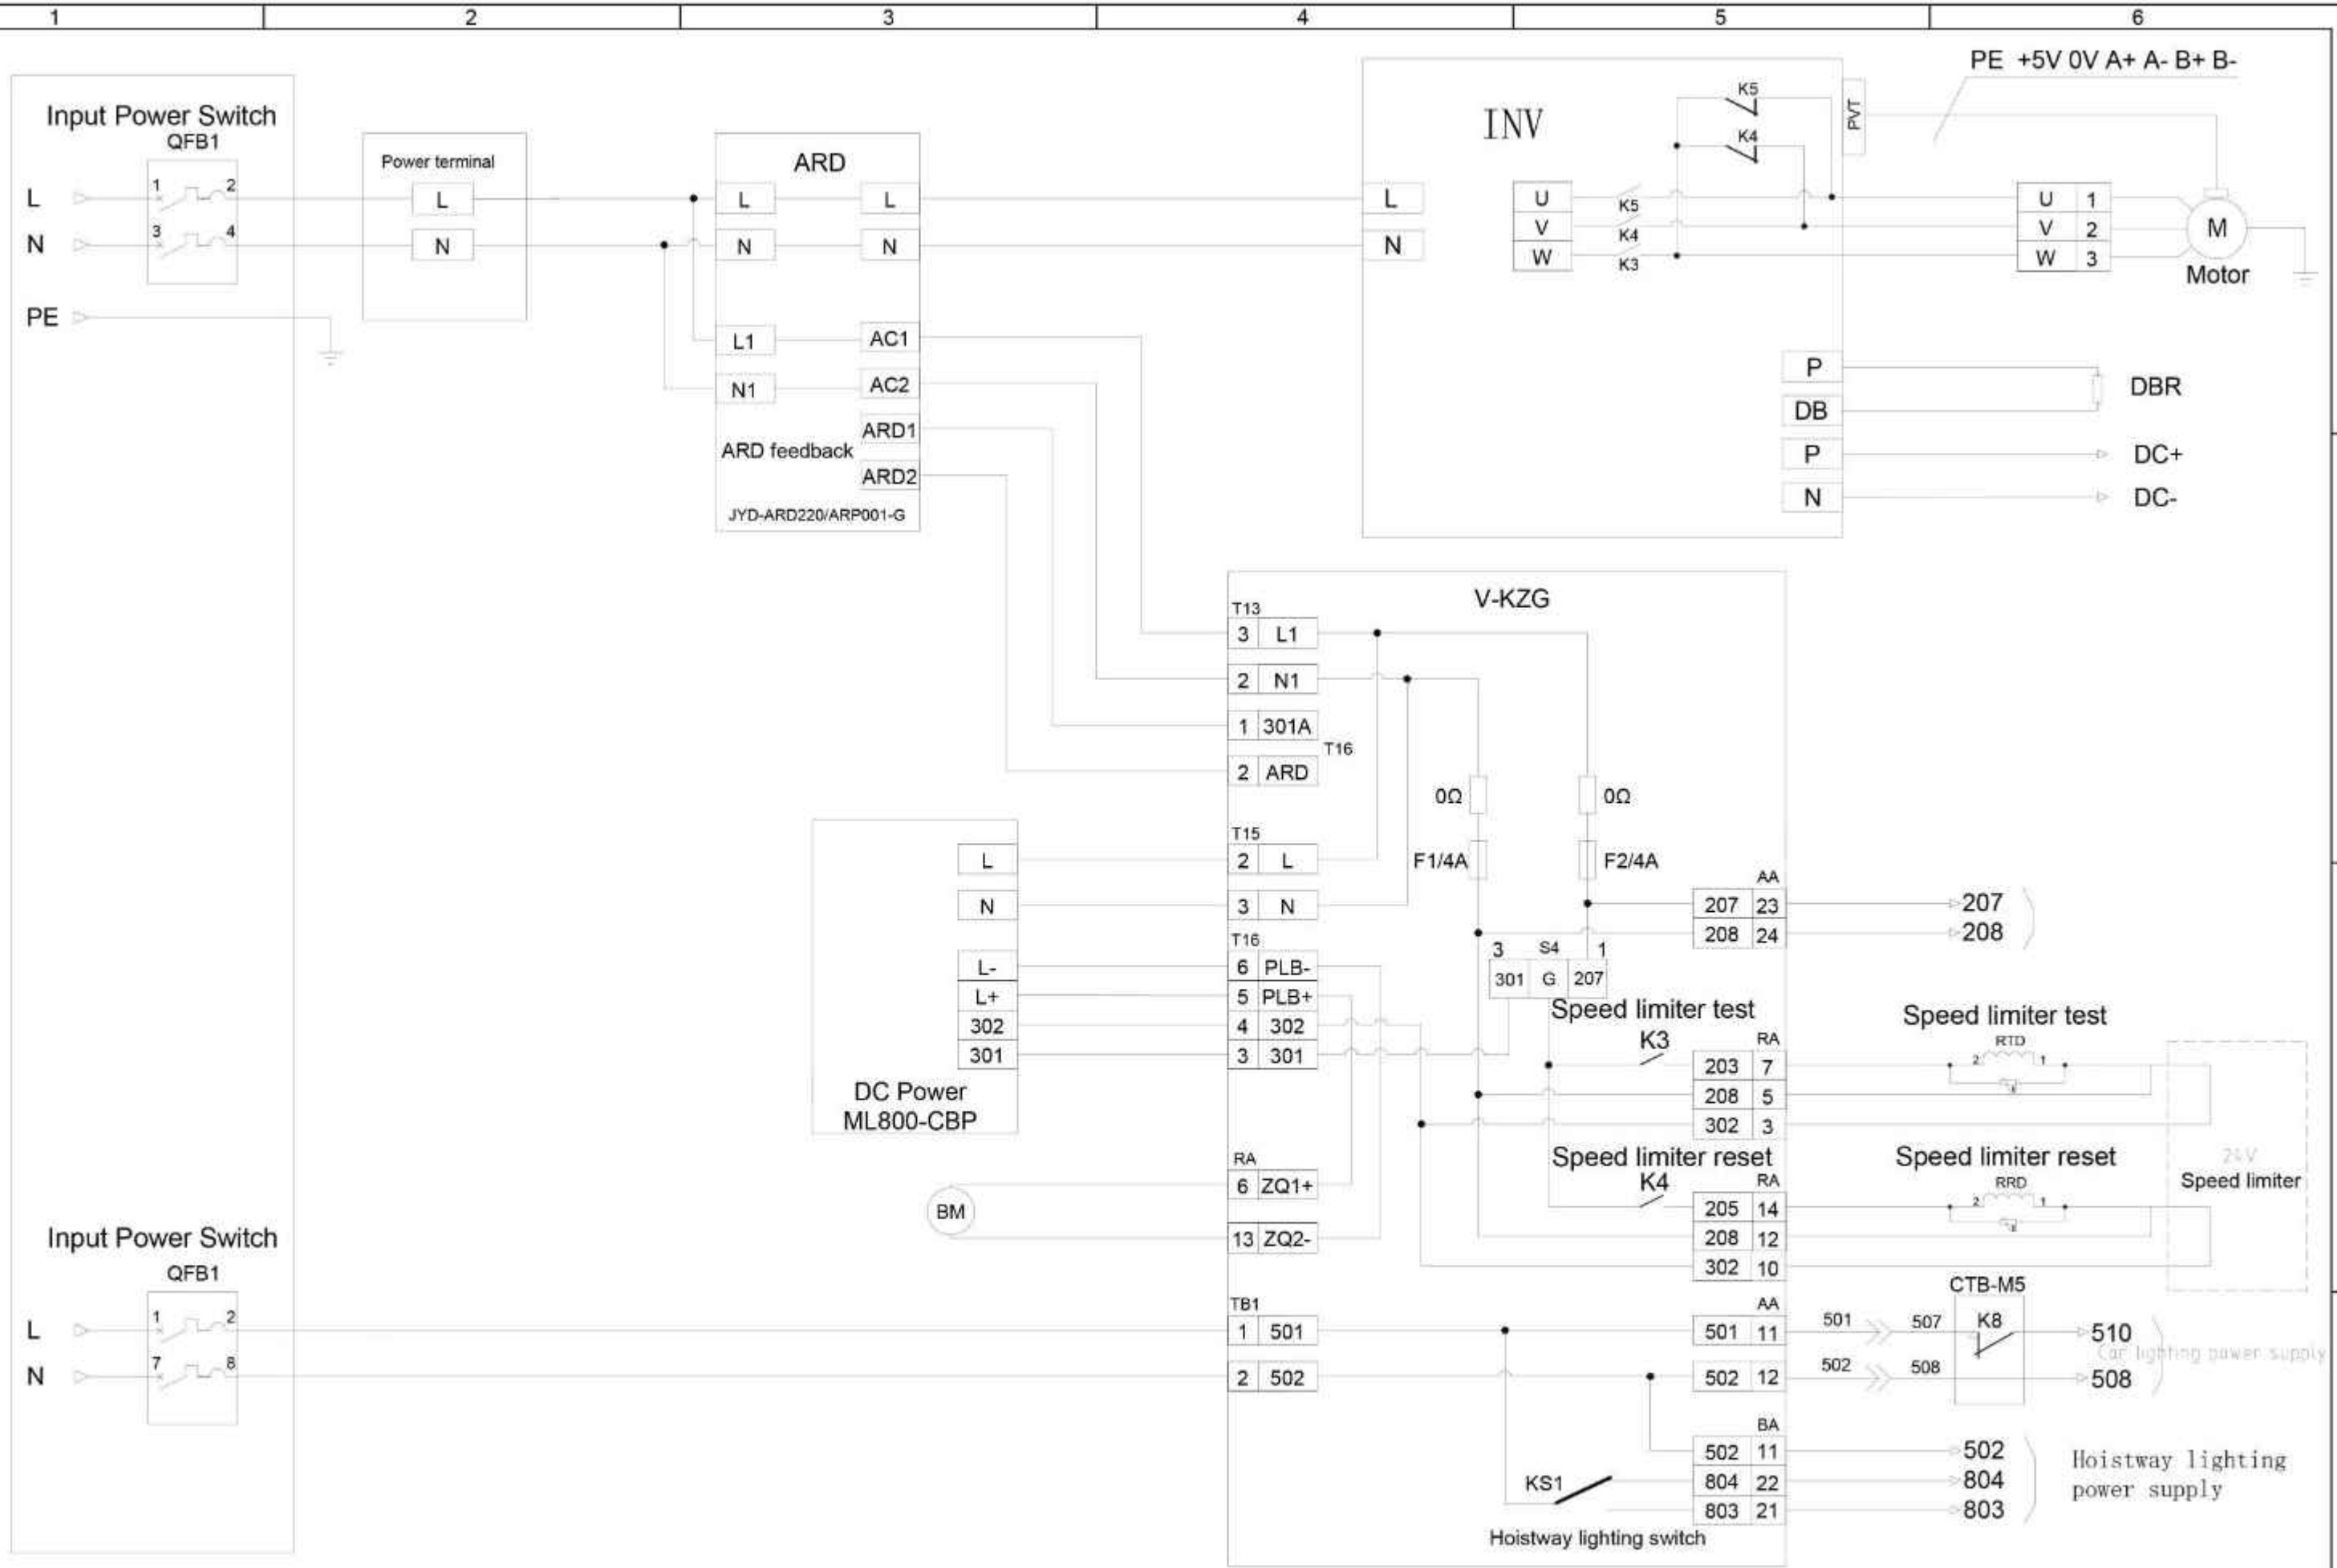 1 2 3 4 5 6
PE +5V 0V A+ A- B+ B-
Input Power Switch
QFB1
1 2
3 4
L
N
PE
Power terminal
L
N
ARD
L L
N N
L1 AC1
N1 AC2
ARD1
ARD feedback
ARD2
JYD-ARD220/ARP001-G
INV
L
N
K5
K4
PVT
U
V
W
K5
K4
K3
U 1
V 2
W 3
M
Motor
P
DB
P
N
DBR
DC+
DC-
V-KZG
T13
3 L1
2 N1
1 301A
T16
2 ARD
0Ω 0Ω
F1/4A F2/4A
T15
2 L
3 N
T16
6 PLB-
5 PLB+
4 302
3 301
L
N
L-
L+
302
301
DC Power
ML800-CBP
AA
207 23
208 24
207
208
3 S4 1
301 G 207
Speed limiter test
K3
RA
203 7
208 5
302 3
Speed limiter test
RTD
2 1
Speed limiter reset
K4
RA
205 14
208 12
302 10
Speed limiter reset
RRD
2 1
24V
Speed limiter
RA
6 ZQ1+
13 ZQ2-
BM
Input Power Switch
QFB1
1 2
7 8
L
N
TB1
1 501
2 502
AA
501 11
502 12
501 507
502 508
CTB-M5
K8
510
Car lighting power supply
508
BA
502 11
804 22
803 21
KS1
Hoistway lighting switch
502
804
803
Hoistway lighting
power supply